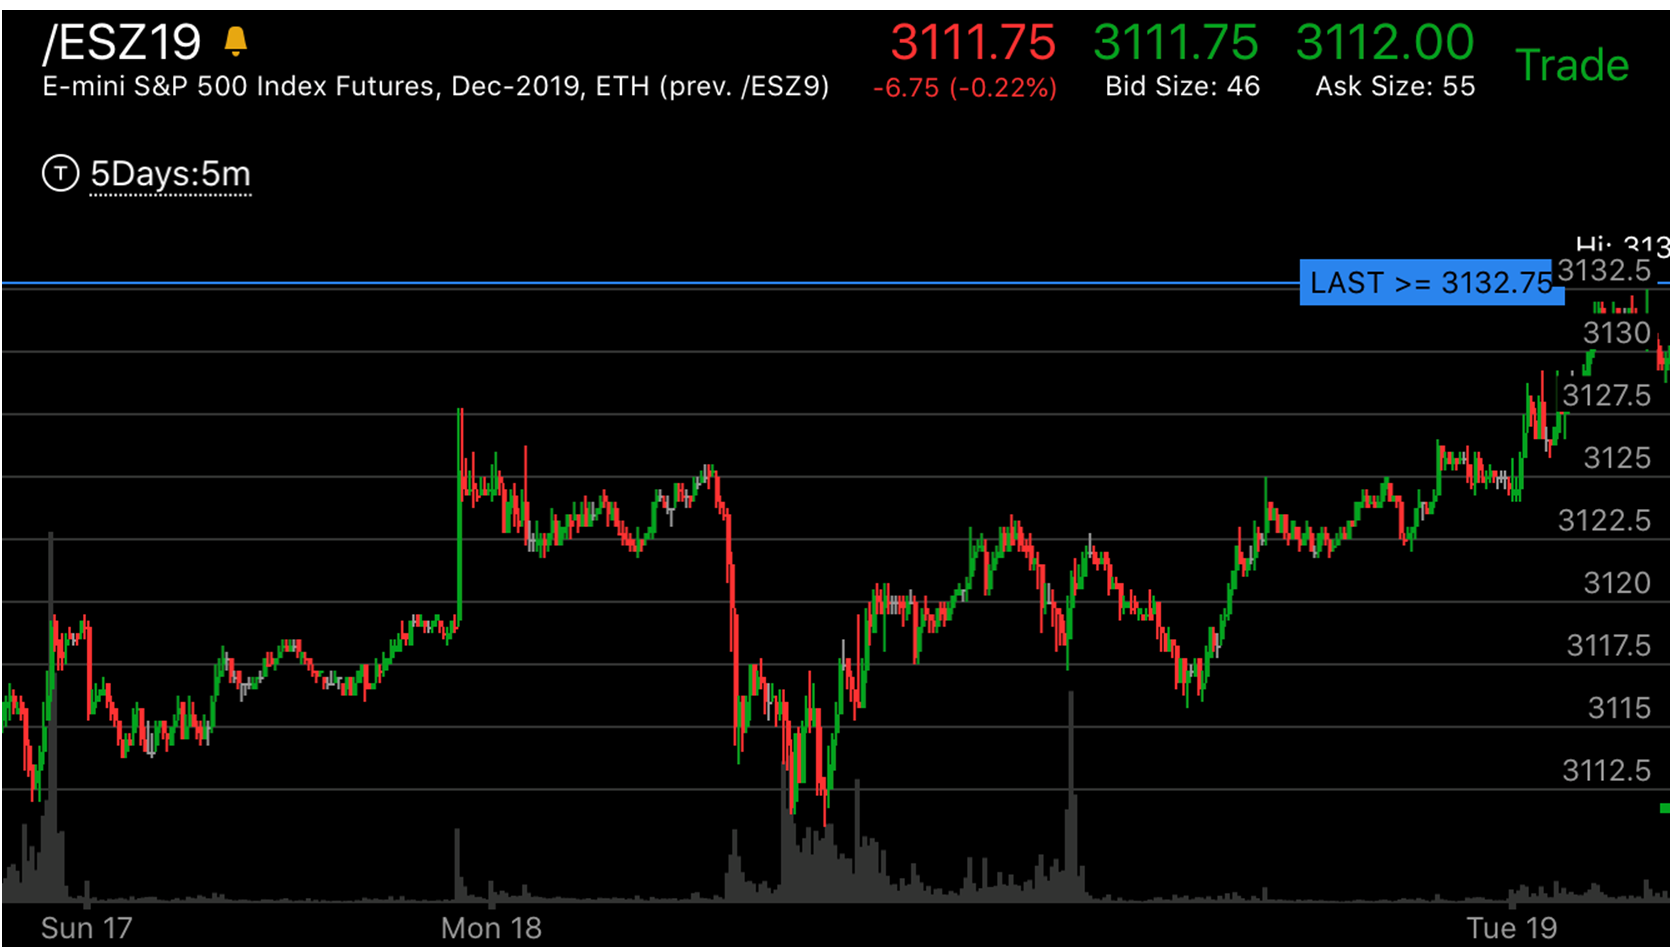 /ESZ19
3111.75 3111.75 3112.00
Trade
E-mini S&P 500 Index Futures, Dec-2019, ETH (prev. /ESZ9)
-6.75 (-0.22%) Bid Size: 46 Ask Size: 55
T 5Days:5m
Hi: 313
LAST >= 3132.75
3132.5
3130
3127.5
3125
3122.5
3120
3117.5
3115
3112.5
Sun 17 Mon 18 Tue 19